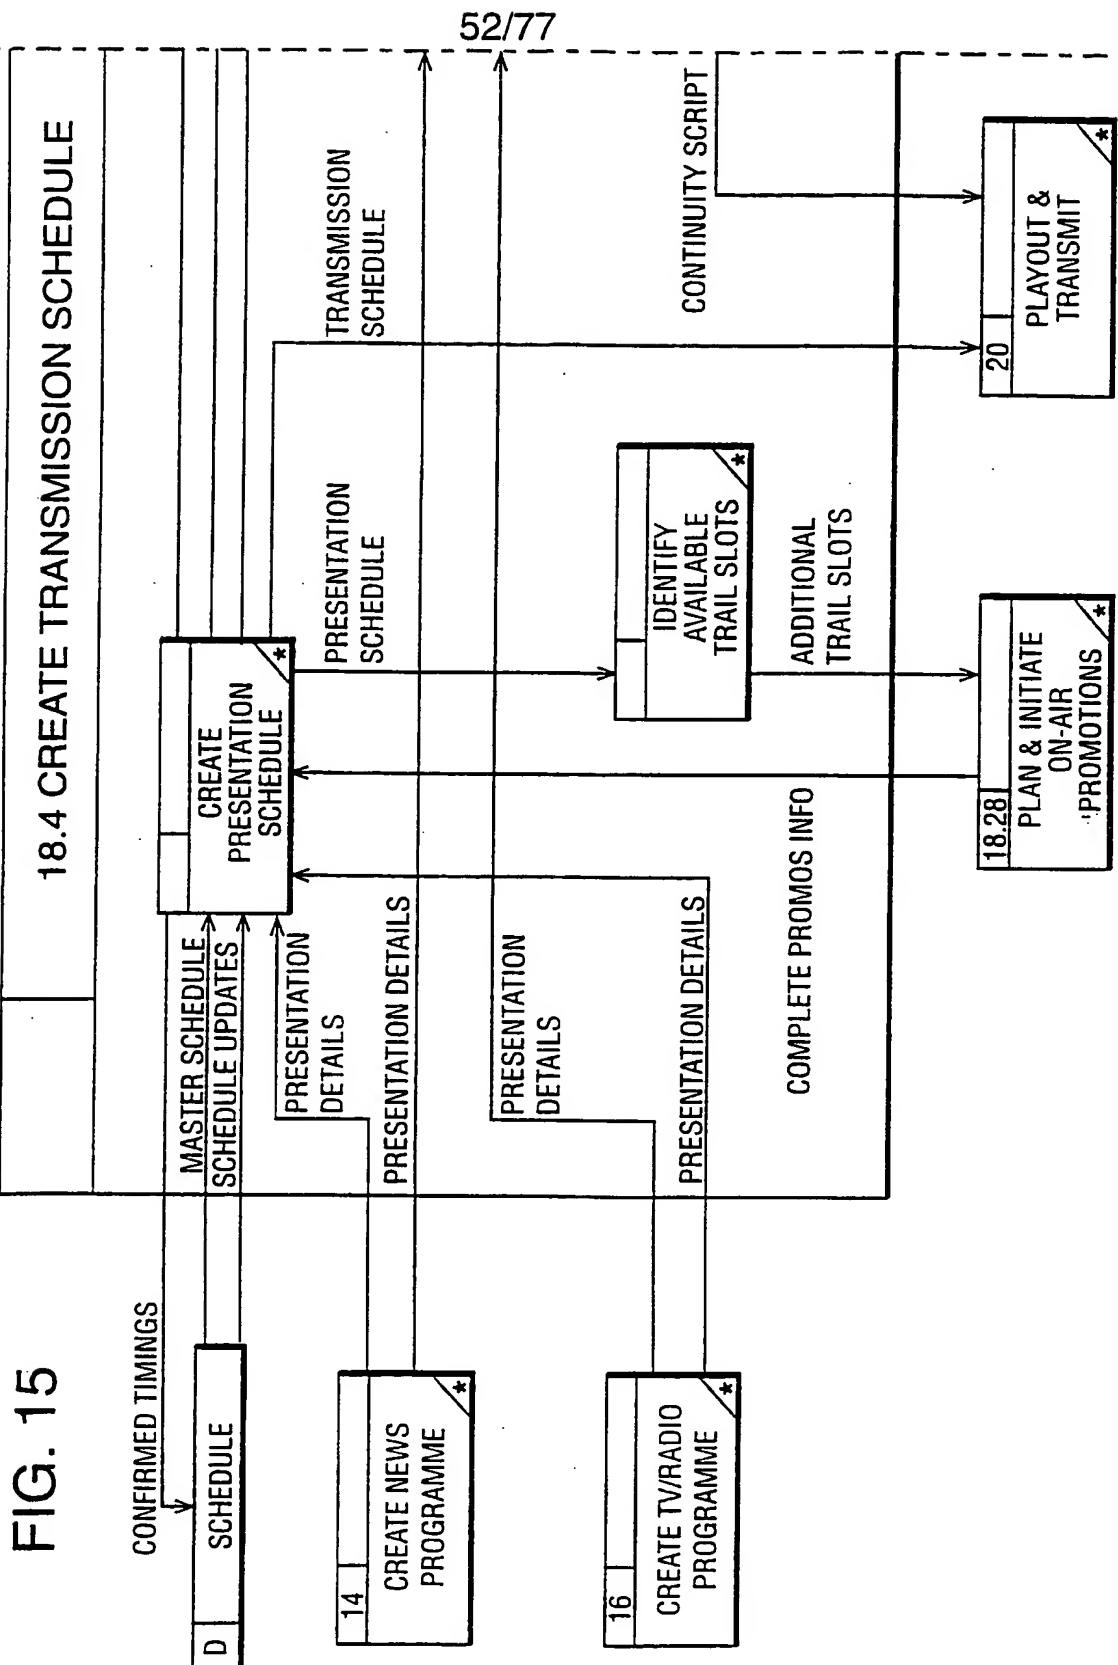 52/77
FIG. 15
18.4 CREATE TRANSMISSION SCHEDULE
CONFIRMED TIMINGS
D
SCHEDULE
MASTER SCHEDULE
SCHEDULE UPDATES
CREATE
PRESENTATION
SCHEDULE
*
14
CREATE NEWS
PROGRAMME
*
PRESENTATION
DETAILS
PRESENTATION DETAILS
PRESENTATION
SCHEDULE
TRANSMISSION
SCHEDULE
16
CREATE TV/RADIO
PROGRAMME
*
PRESENTATION
DETAILS
PRESENTATION DETAILS
IDENTIFY
AVAILABLE
TRAIL SLOTS
*
CONTINUITY SCRIPT
COMPLETE PROMOS INFO
ADDITIONAL
TRAIL SLOTS
18.28
PLAN & INITIATE
ON-AIR
PROMOTIONS
*
20
PLAYOUT &
TRANSMIT
*